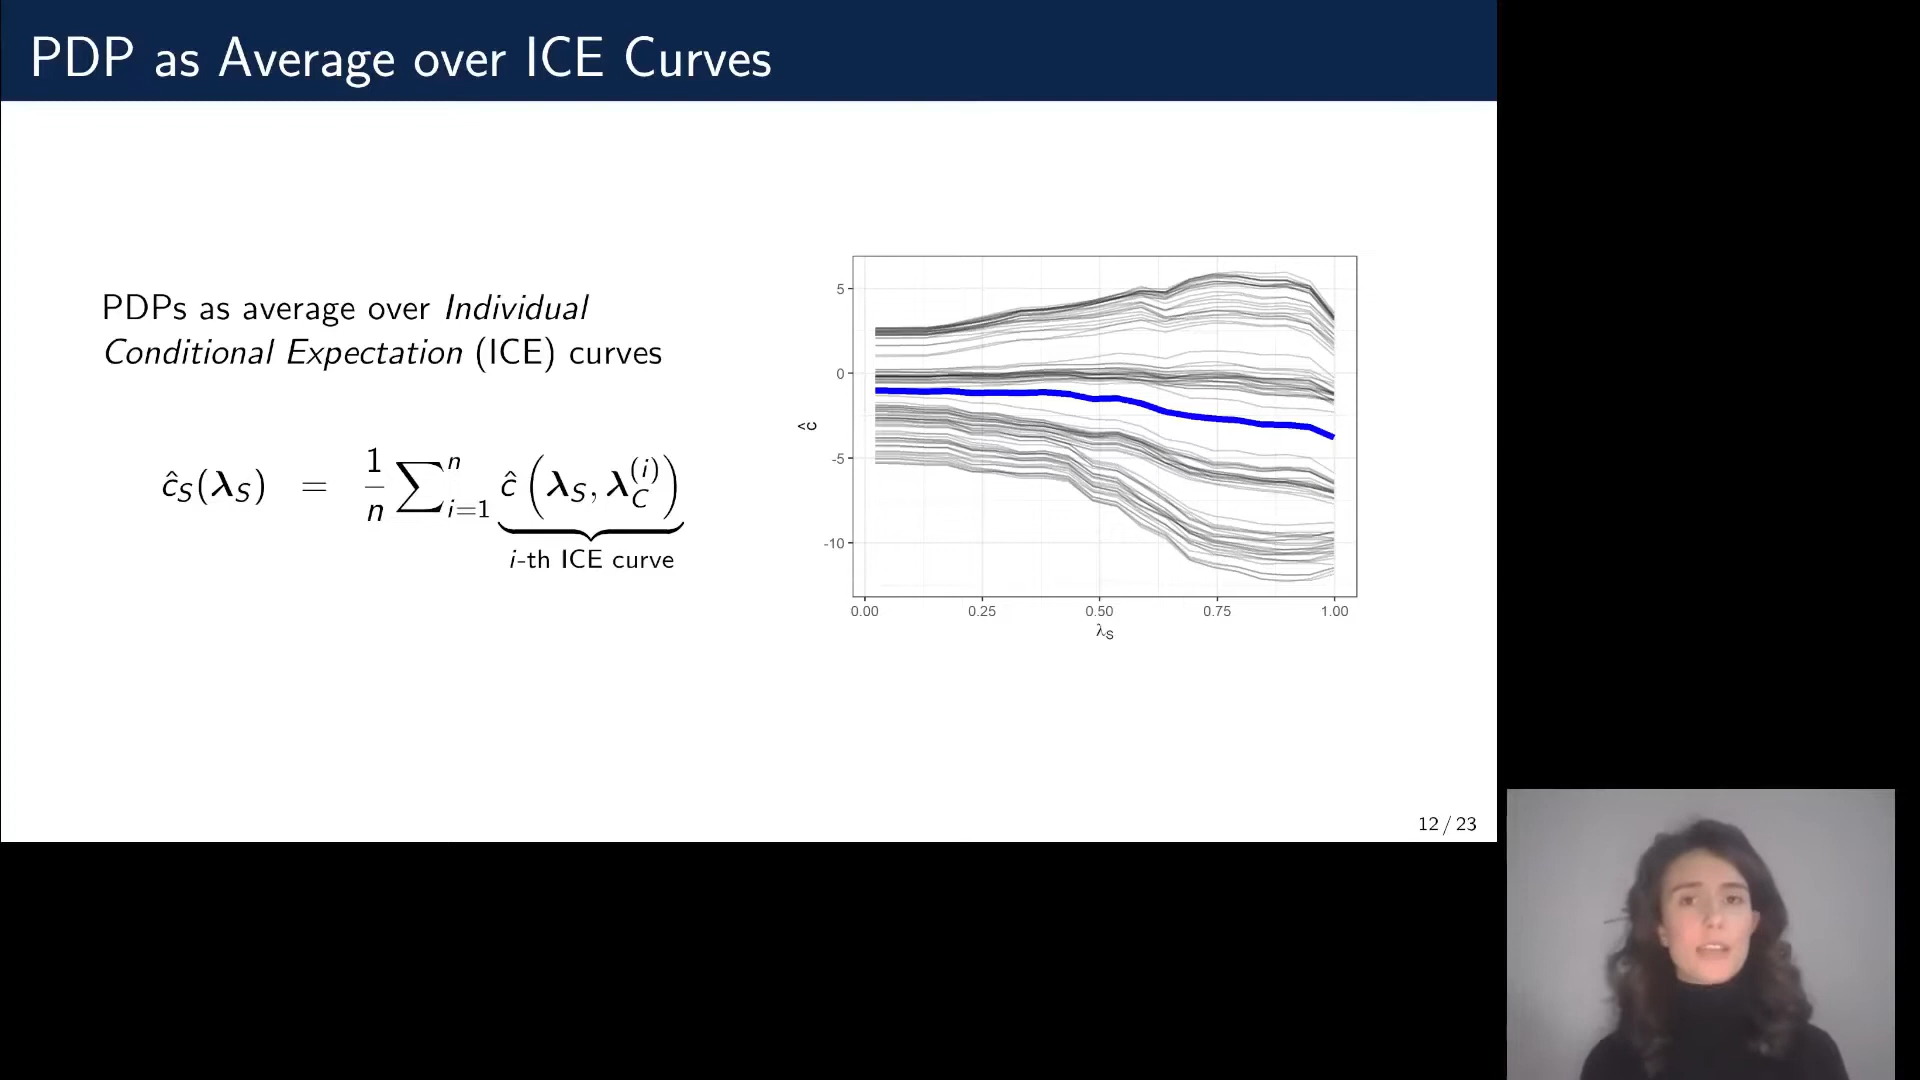 PDP as Average over ICE Curves
PDPs as average over Individual
Conditional Expectation (ICE) curves
ĉ_S(λ_S) = 1/n ∑_{i=1}^n ĉ(λ_S, λ_C^{(i)})
i-th ICE curve
5
0
-5
-10
ĉ
0.00 0.25 0.50 0.75 1.00
λ_S
12 / 23